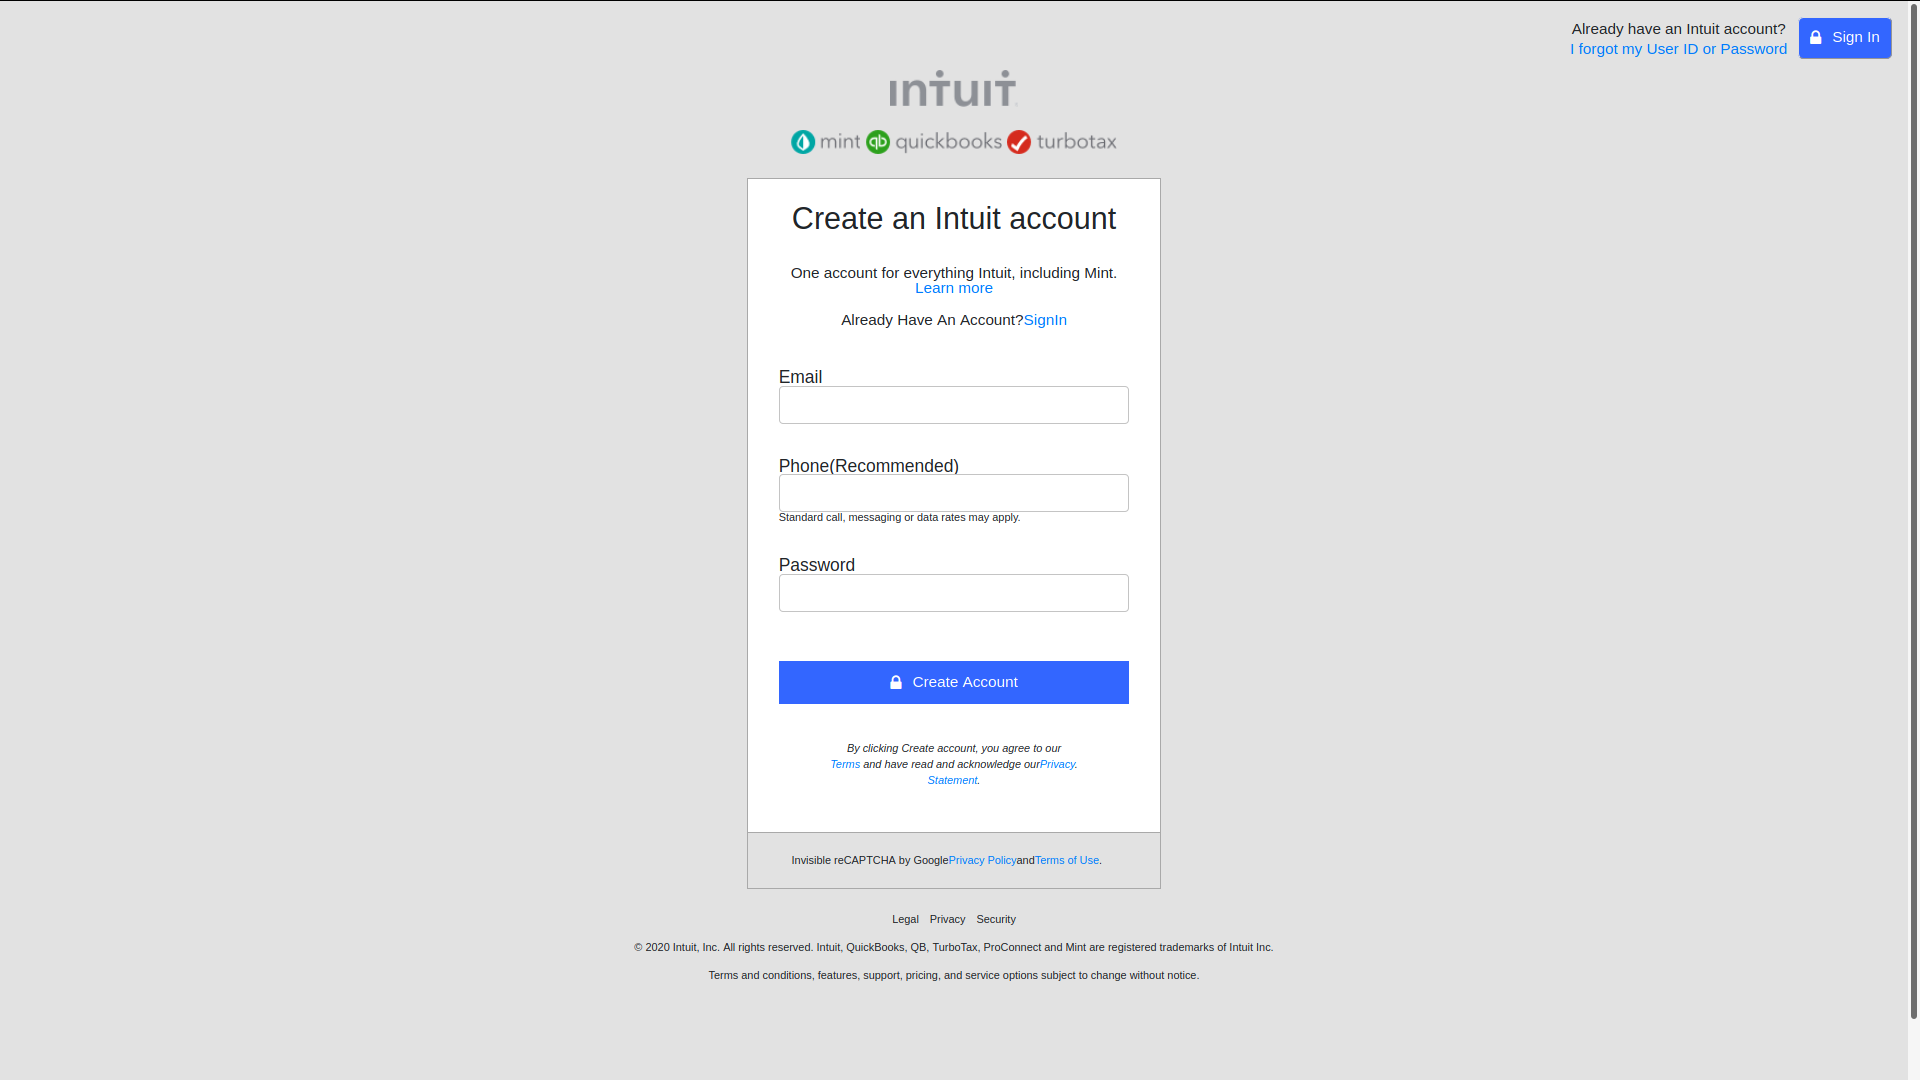 Already have an Intuit account?
I forgot my User ID or Password
Sign In
intuit
mint quickbooks turbotax
Create an Intuit account
One account for everything Intuit, including Mint.
Learn more
Already Have An Account?SignIn
Email
Phone(Recommended)
Standard call, messaging or data rates may apply.
Password
Create Account
By clicking Create account, you agree to our
Terms and have read and acknowledge ourPrivacy.
Statement.
Invisible reCAPTCHA by GooglePrivacy PolicyandTerms of Use.
Legal Privacy Security
© 2020 Intuit, Inc. All rights reserved. Intuit, QuickBooks, QB, TurboTax, ProConnect and Mint are registered trademarks of Intuit Inc.
Terms and conditions, features, support, pricing, and service options subject to change without notice.